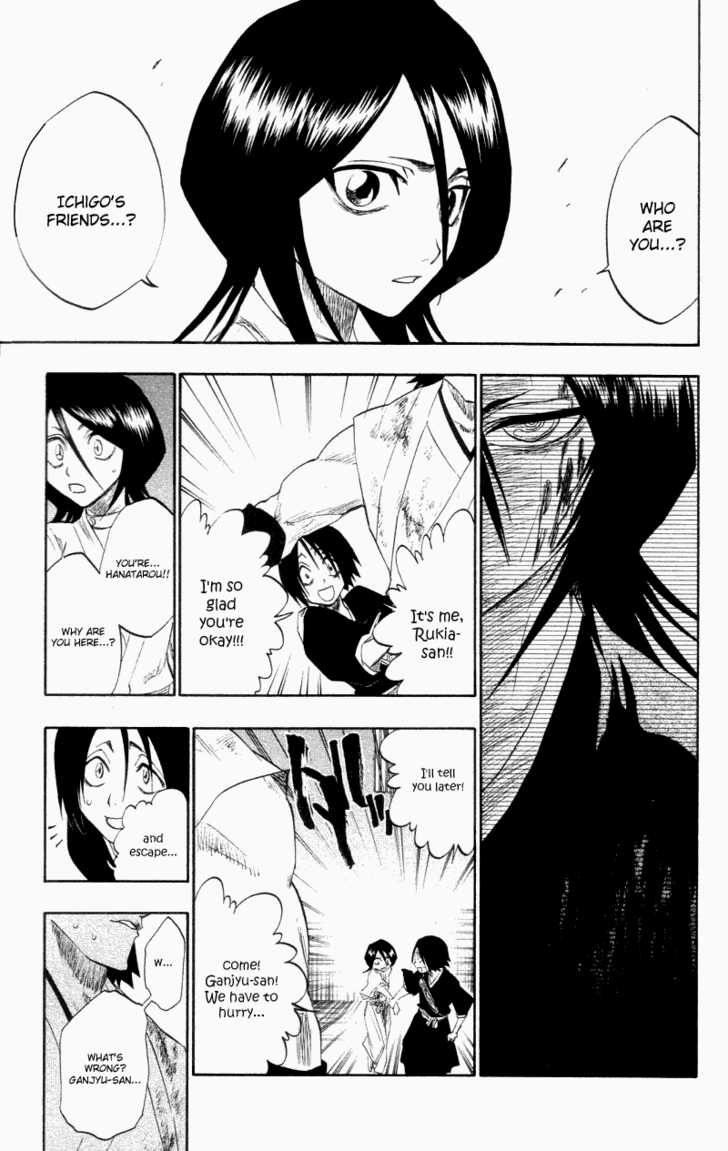 WHO
ARE
YOU...?
ICHIGO'S
FRIENDS...?
It's me,
Rukia-
san!!
I'm so
glad
you're
okay!!!
YOU'RE...
HANATAROU!!
WHY ARE
YOU HERE...?
I'll tell
you later!
come!
Ganjyu-san!
We have to
hurry...
and
escape...
W...
WHAT'S
WRONG?
GANJYU-SAN...